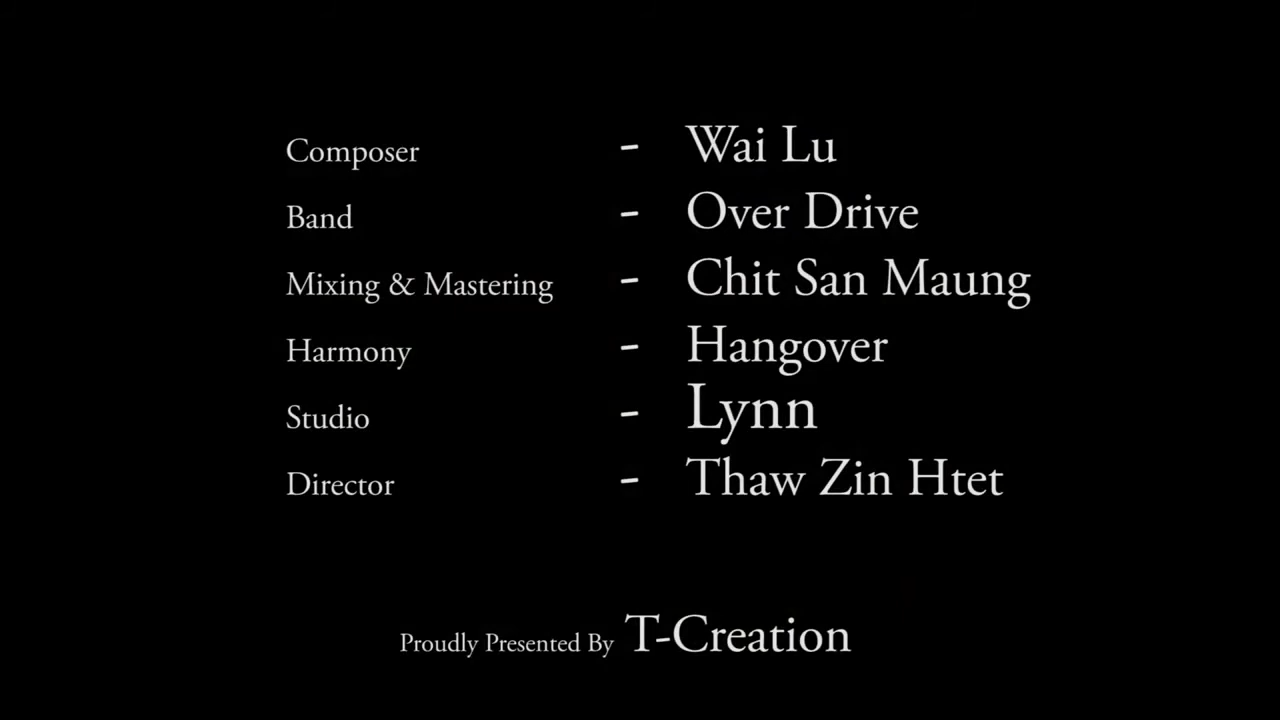 Composer - Wai Lu
Band - Over Drive
Mixing & Mastering - Chit San Maung
Harmony - Hangover
Studio - Lynn
Director - Thaw Zin Htet
Proudly Presented By T-Creation